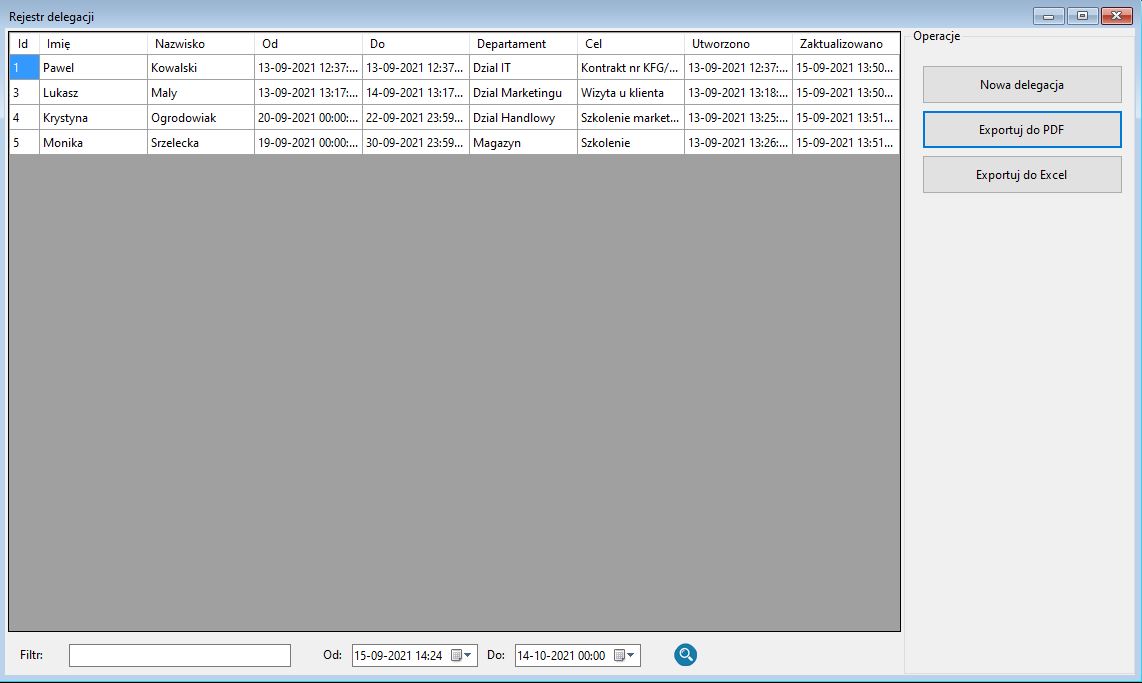 Rejestr delegacji
Id Imię Nazwisko Od Do Departament Cel Utworzono Zaktualizowano
1 Pawel Kowalski 13-09-2021 12:37:... 13-09-2021 12:37... Dzial IT Kontrakt nr KFG/... 13-09-2021 12:37:... 15-09-2021 13:50...
3 Lukasz Maly 13-09-2021 13:17:... 14-09-2021 13:17... Dzial Marketingu Wizyta u klienta 13-09-2021 13:18:... 15-09-2021 13:50...
4 Krystyna Ogrodowiak 20-09-2021 00:00:... 22-09-2021 23:59... Dzial Handlowy Szkolenie market... 13-09-2021 13:25:... 15-09-2021 13:51...
5 Monika Srzelecka 19-09-2021 00:00:... 30-09-2021 23:59... Magazyn Szkolenie 13-09-2021 13:26:... 15-09-2021 13:51...
Operacje
Nowa delegacja
Exportuj do PDF
Exportuj do Excel
Filtr: Od: 15-09-2021 14:24 Do: 14-10-2021 00:00